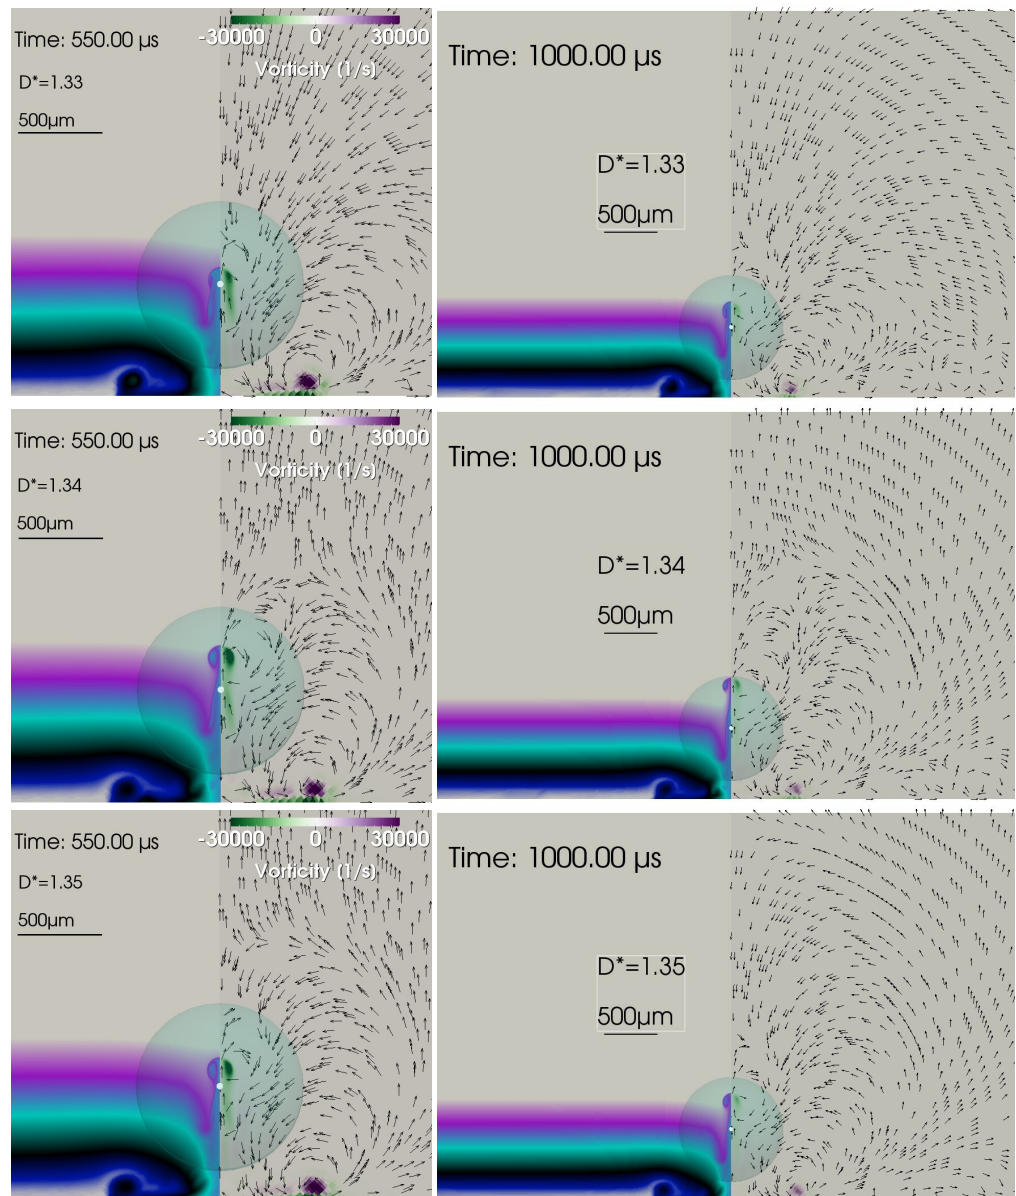 Time: 550.00 µs
-30000 0 30000
Vorticity (1/s)
D*=1.33
500µm
Time: 1000.00 µs
D*=1.33
500µm
Time: 550.00 µs
-30000 0 30000
Vorticity (1/s)
D*=1.34
500µm
Time: 1000.00 µs
D*=1.34
500µm
Time: 550.00 µs
-30000 0 30000
Vorticity (1/s)
D*=1.35
500µm
Time: 1000.00 µs
D*=1.35
500µm